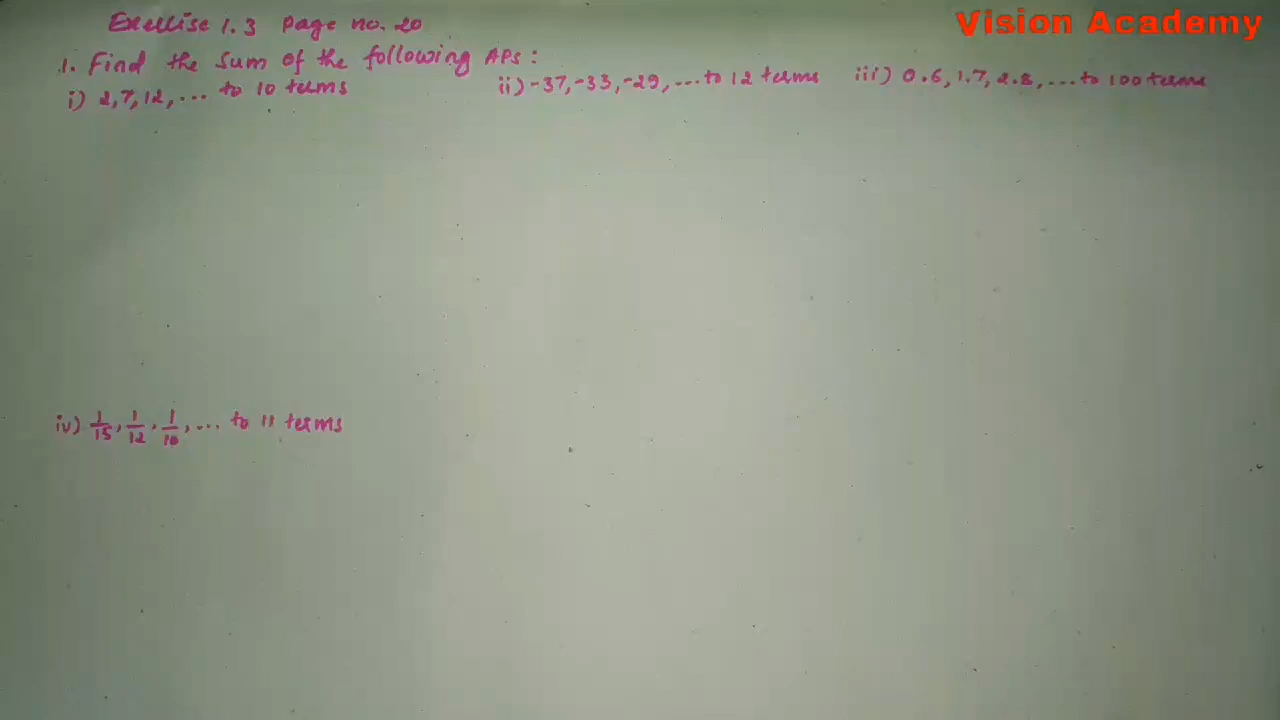 Vision Academy
Exercise 1.3 page no. 20
1. Find the sum of the following APs:
i) 2, 7, 12, ... to 10 terms
ii) -37, -33, -29, ... to 12 terms
iii) 0.6, 1.7, 2.8, ... to 100 terms
iv) 1/15, 1/12, 1/10, ... to 11 terms